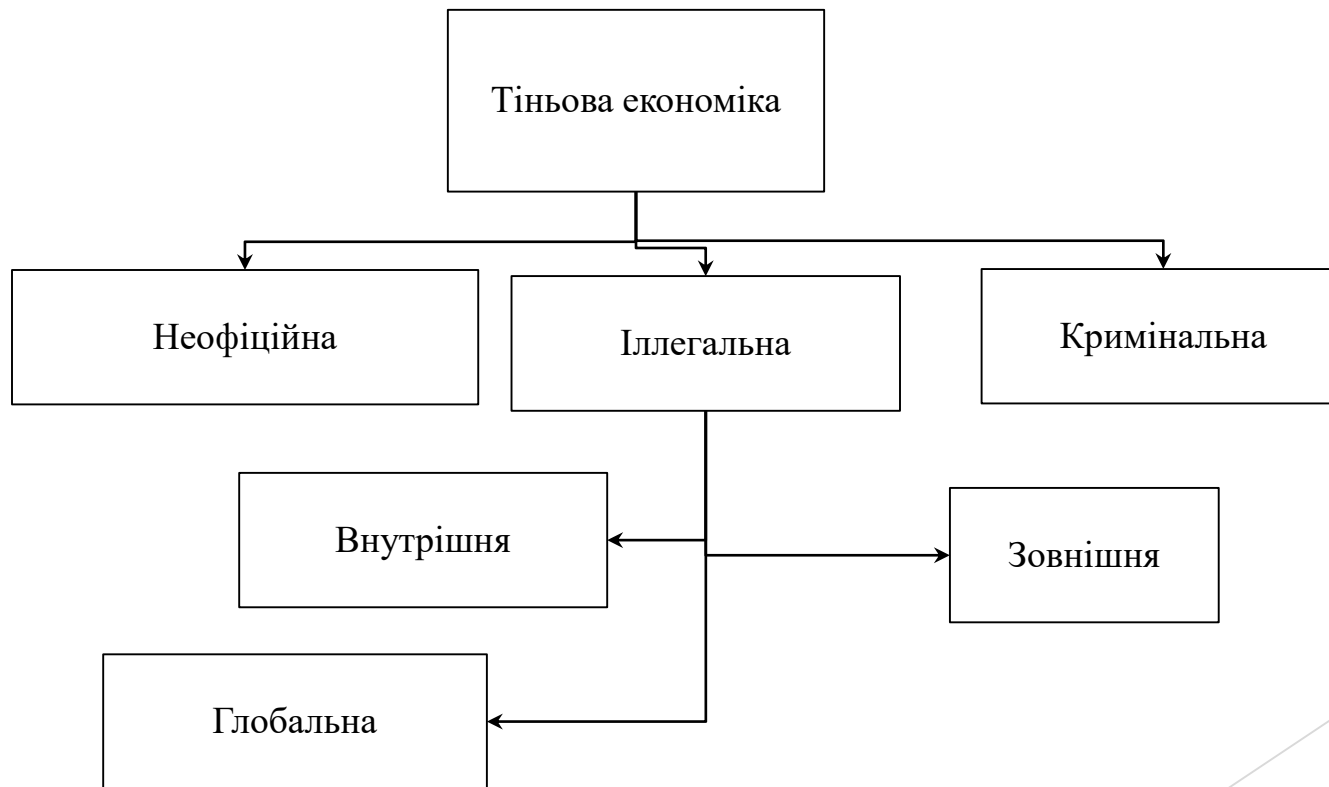 Тіньова економіка
Неофіційна
Іллегальна
Кримінальна
Внутрішня
Зовнішня
Глобальна